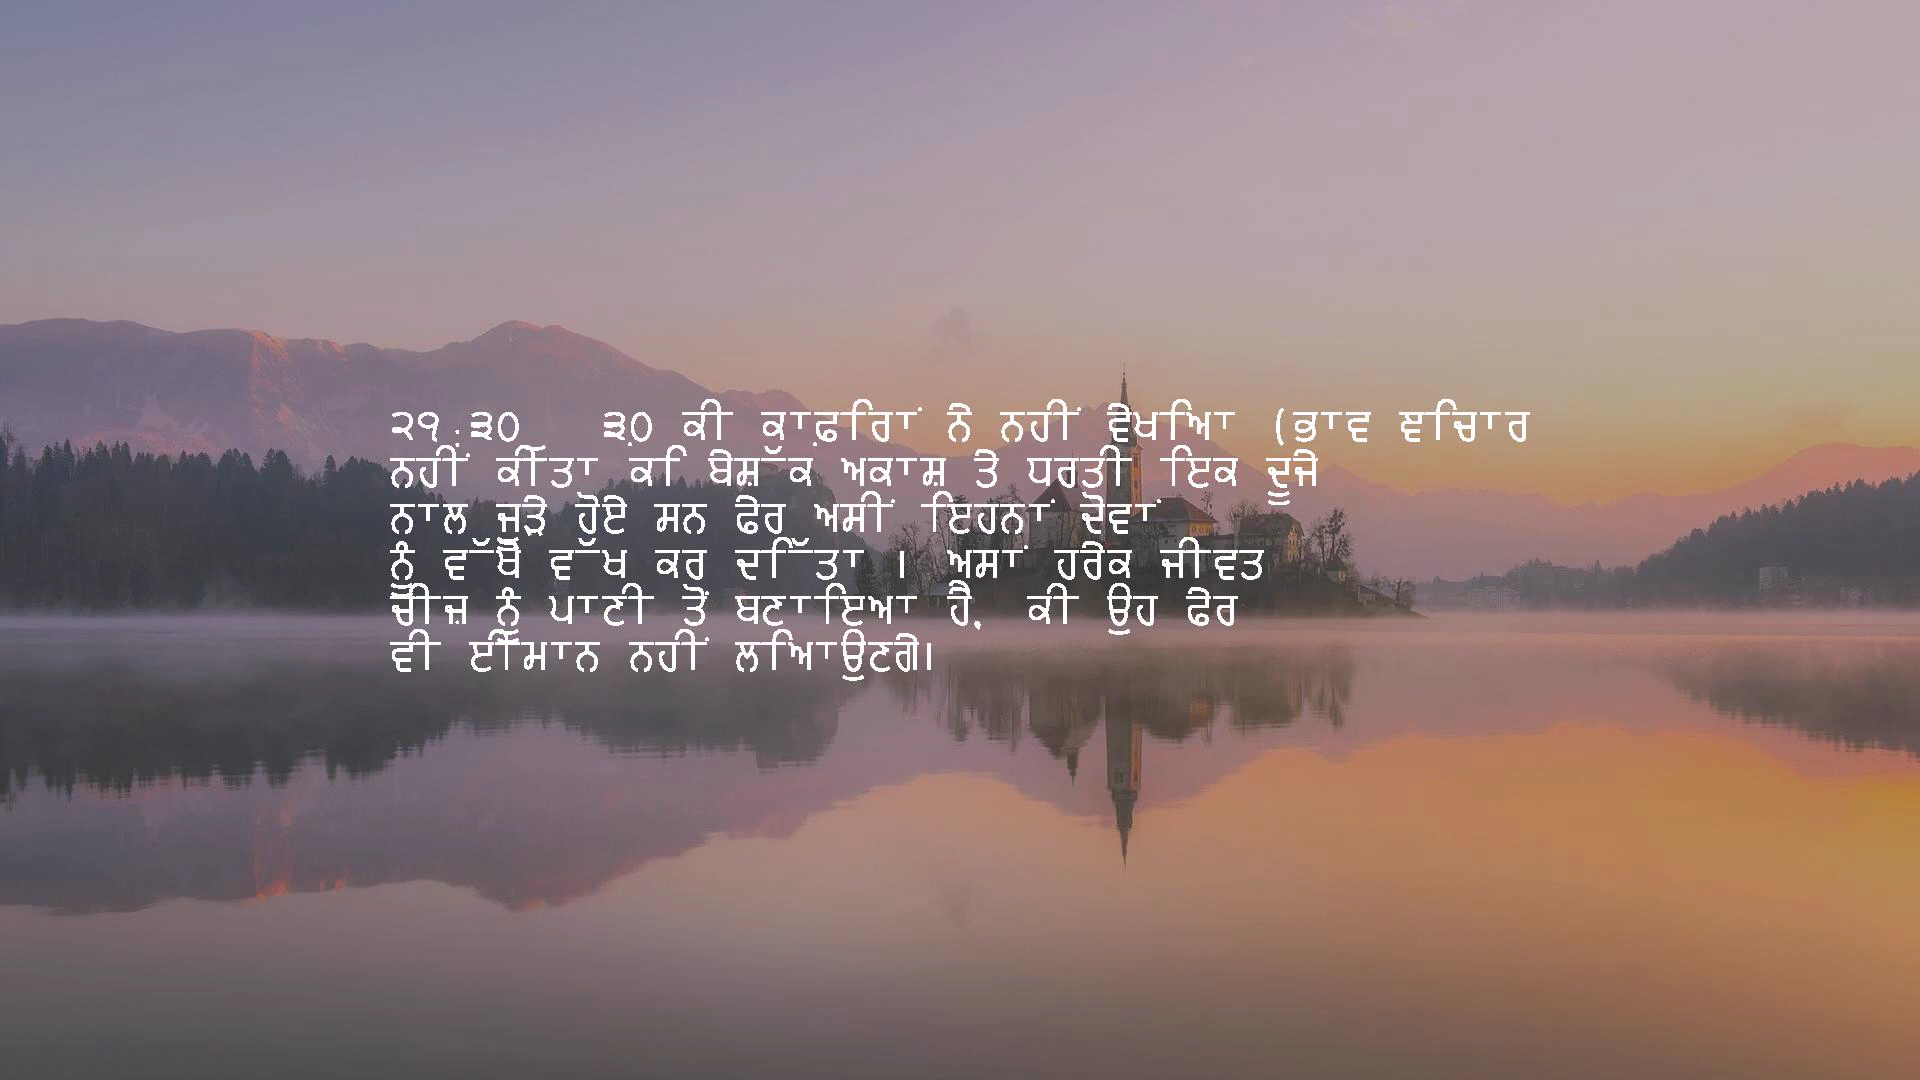 ੨੧:੩੦ ੩੦਼ ਕੀ ਕਾਫ਼ਿਰਾਂ ਨੇ ਨਹੀਂ ਵੇਖਿਆ (ਭਾਵ ਵਿਚਾਰ
ਨਹੀਂ ਕੀਤਾ ਕਿ ਬੇਸ਼ੱਕ ਅਕਾਸ਼ ਤੇ ਧਰਤੀ ਇਕ ਦੂਜੇ
ਨਾਲ ਜੁੜੇ ਹੋਏ ਸਨ ਫੇਰ ਅਸੀਂ ਇਹਨਾਂ ਦੋਵਾਂ
ਨੂੰ ਵੱਖੋ ਵੱਖ ਕਰ ਦਿੱਤਾ । ਅਸਾਂ ਹਰੇਕ ਜੀਵਤ
ਚੀਜ਼ ਨੂੰ ਪਾਣੀ ਤੋਂ ਬਣਾਇਆ ਹੈ, ਕੀ ਉਹ ਫੇਰ
ਵੀ ਈਮਾਨ ਨਹੀਂ ਲਿਆਉਣਗੇ।